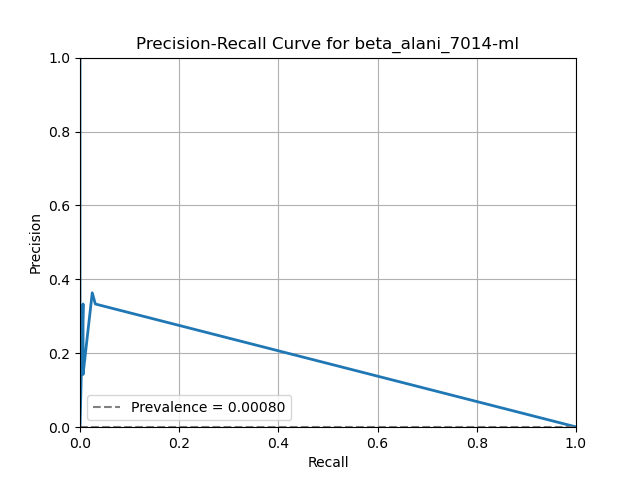 Precision-Recall Curve for beta_alani_7014-ml
1.0
0.8
0.6
0.4
0.2
0.0
Precision
Prevalence = 0.00080
0.0 0.2 0.4 0.6 0.8 1.0
Recall